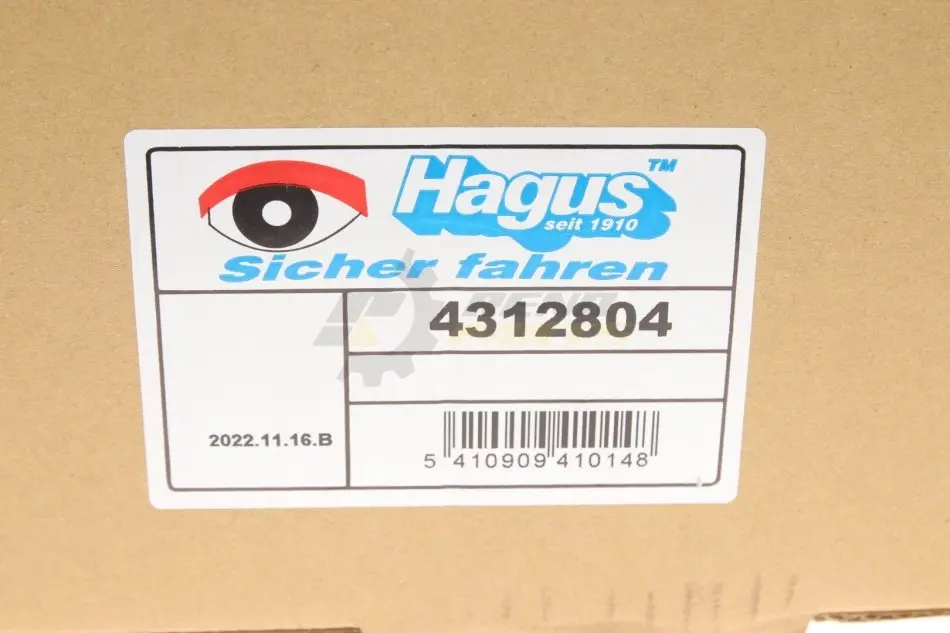 Hagus™
seit 1910
Sicher fahren
4312804
2022.11.16.B
5 410909 410148